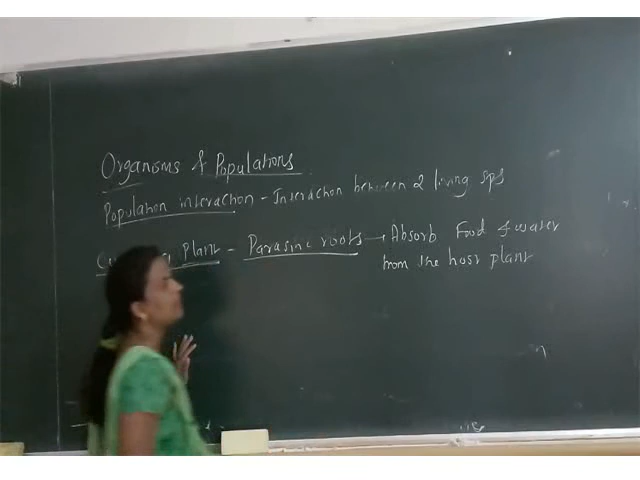 Organisms & Populations
Population interaction - Interaction between 2 living sps
Plant - Parasitic roots → Absorb Food & water
from the host plant